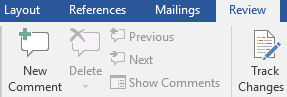 Layout References Mailings Review
New Comment
Delete
Previous
Next
Show Comments
Track Changes